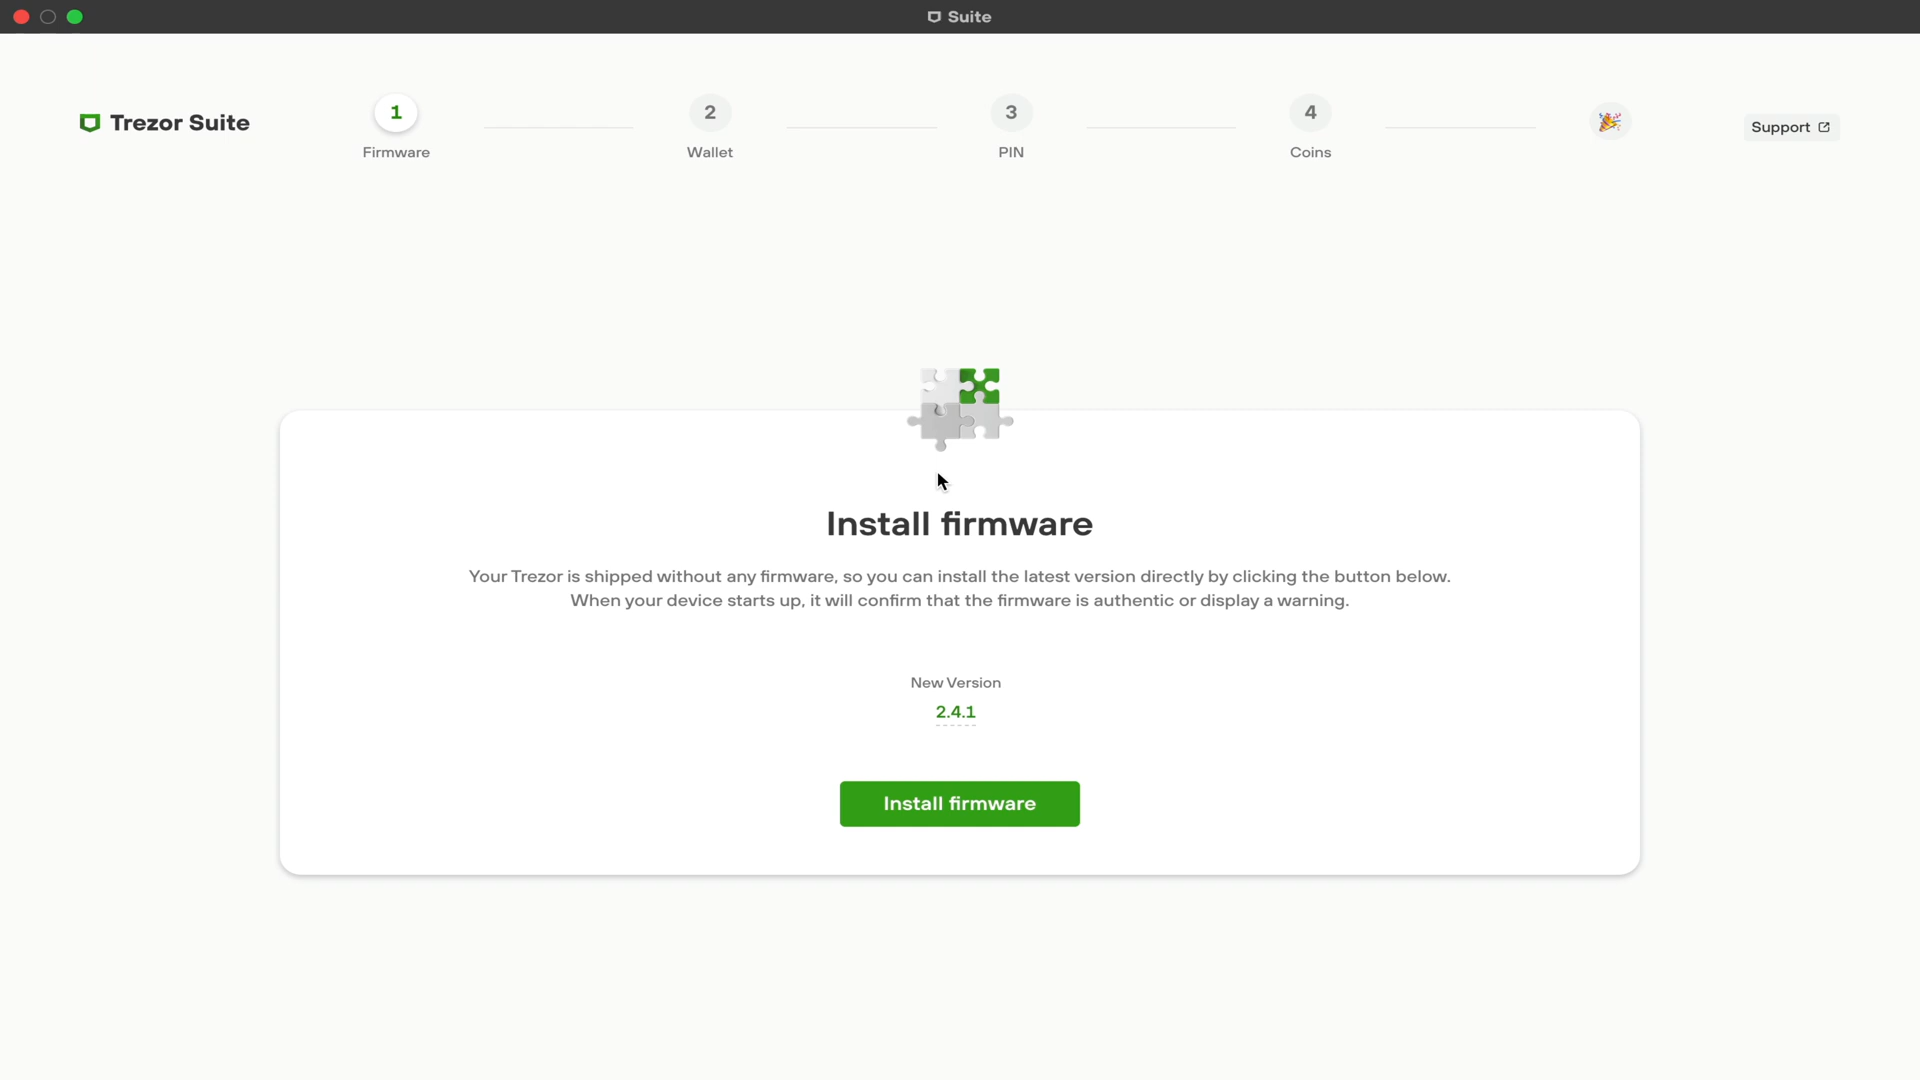 Suite
Trezor Suite
1
Firmware
2
Wallet
3
PIN
4
Coins
Support
Install firmware
Your Trezor is shipped without any firmware, so you can install the latest version directly by clicking the button below.
When your device starts up, it will confirm that the firmware is authentic or display a warning.
New Version
2.4.1
Install firmware